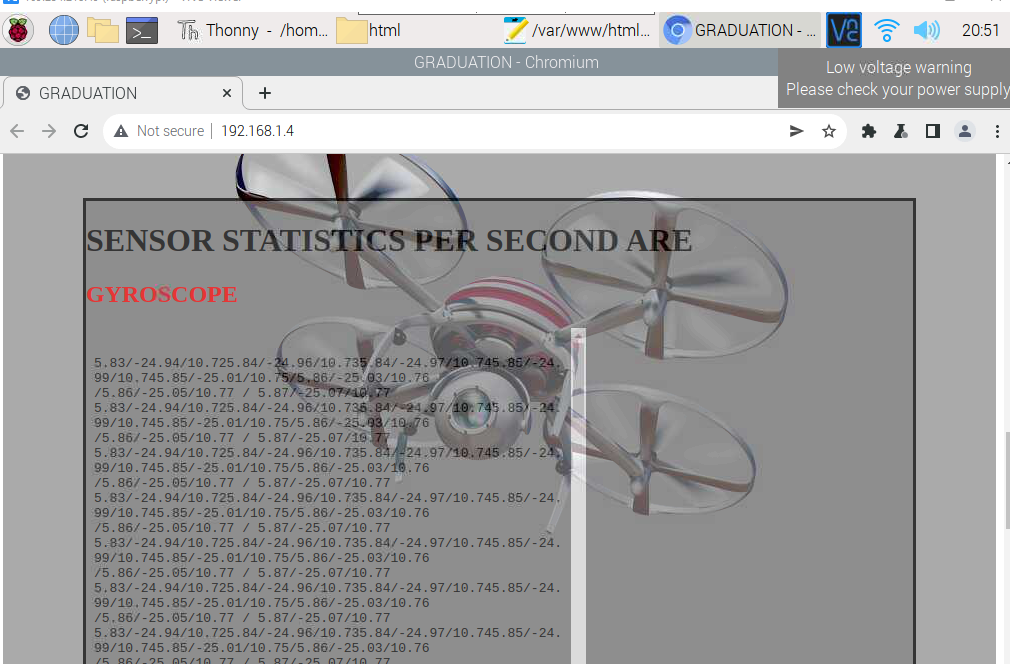 Thonny - /hom...
html
/var/www/html...
GRADUATION - ...
V2
20:51
GRADUATION - Chromium
Low voltage warning
Please check your power supply
GRADUATION
Not secure
192.168.1.4
SENSOR STATISTICS PER SECOND ARE
GYROSCOPE
5.83/-24.94/10.725.84/-24.96/10.735.84/-24.97/10.745.85/-24.
99/10.745.85/-25.01/10.75/5.86/-25.03/10.76
/5.86/-25.05/10.77 / 5.87/-25.07/10.77
5.83/-24.94/10.725.84/-24.96/10.735.84/-24.97/10.745.85/-24.
99/10.745.85/-25.01/10.75/5.86/-25.03/10.76
/5.86/-25.05/10.77 / 5.87/-25.07/10.77
5.83/-24.94/10.725.84/-24.96/10.735.84/-24.97/10.745.85/-24.
99/10.745.85/-25.01/10.75/5.86/-25.03/10.76
/5.86/-25.05/10.77 / 5.87/-25.07/10.77
5.83/-24.94/10.725.84/-24.96/10.735.84/-24.97/10.745.85/-24.
99/10.745.85/-25.01/10.75/5.86/-25.03/10.76
/5.86/-25.05/10.77 / 5.87/-25.07/10.77
5.83/-24.94/10.725.84/-24.96/10.735.84/-24.97/10.745.85/-24.
99/10.745.85/-25.01/10.75/5.86/-25.03/10.76
/5.86/-25.05/10.77 / 5.87/-25.07/10.77
5.83/-24.94/10.725.84/-24.96/10.735.84/-24.97/10.745.85/-24.
99/10.745.85/-25.01/10.75/5.86/-25.03/10.76
/5.86/-25.05/10.77 / 5.87/-25.07/10.77
5.83/-24.94/10.725.84/-24.96/10.735.84/-24.97/10.745.85/-24.
99/10.745.85/-25.01/10.75/5.86/-25.03/10.76
/5.86/-25.05/10.77 / 5.87/-25.07/10.77